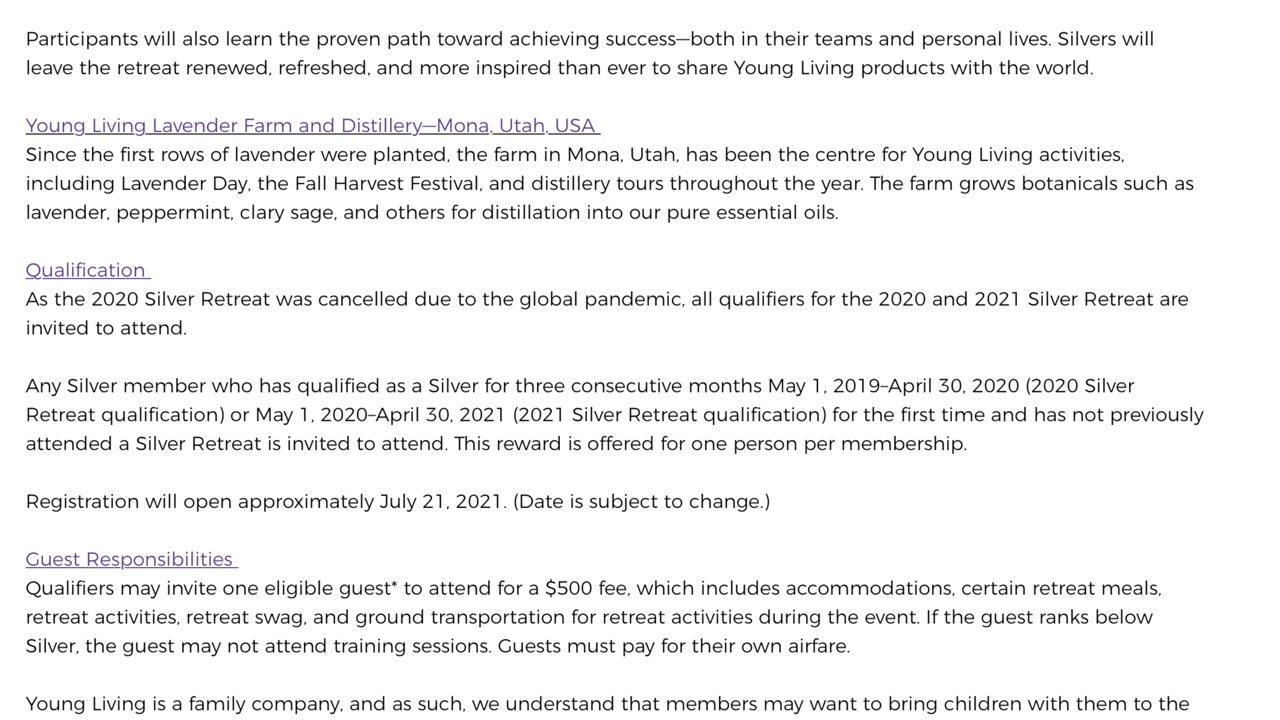 Participants will also learn the proven path toward achieving success—both in their teams and personal lives. Silvers will
leave the retreat renewed, refreshed, and more inspired than ever to share Young Living products with the world.
Young Living Lavender Farm and Distillery—Mona, Utah, USA
Since the first rows of lavender were planted, the farm in Mona, Utah, has been the centre for Young Living activities,
including Lavender Day, the Fall Harvest Festival, and distillery tours throughout the year. The farm grows botanicals such as
lavender, peppermint, clary sage, and others for distillation into our pure essential oils.
Qualification
As the 2020 Silver Retreat was cancelled due to the global pandemic, all qualifiers for the 2020 and 2021 Silver Retreat are
invited to attend.
Any Silver member who has qualified as a Silver for three consecutive months May 1, 2019–April 30, 2020 (2020 Silver
Retreat qualification) or May 1, 2020–April 30, 2021 (2021 Silver Retreat qualification) for the first time and has not previously
attended a Silver Retreat is invited to attend. This reward is offered for one person per membership.
Registration will open approximately July 21, 2021. (Date is subject to change.)
Guest Responsibilities
Qualifiers may invite one eligible guest* to attend for a $500 fee, which includes accommodations, certain retreat meals,
retreat activities, retreat swag, and ground transportation for retreat activities during the event. If the guest ranks below
Silver, the guest may not attend training sessions. Guests must pay for their own airfare.
Young Living is a family company, and as such, we understand that members may want to bring children with them to the